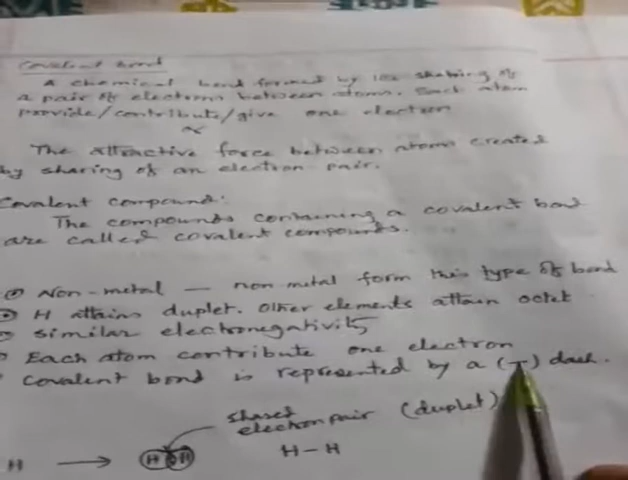 Covalent bond
A chemical bond formed by the sharing of
a pair of electrons between atoms. Each atom
provide/contribute/give one electron
or
The attractive force between atoms created
by sharing of an electron pair.
Covalent compound:
The compounds containing a covalent bond
are called covalent compounds.
Non-metal — non metal form this type of bond
H attains duplet. Other elements attain octet
similar electronegativity
Each atom contribute one electron
covalent bond is represented by a (—) dash.
shared
electron pair (duplet)
H → H H H – H